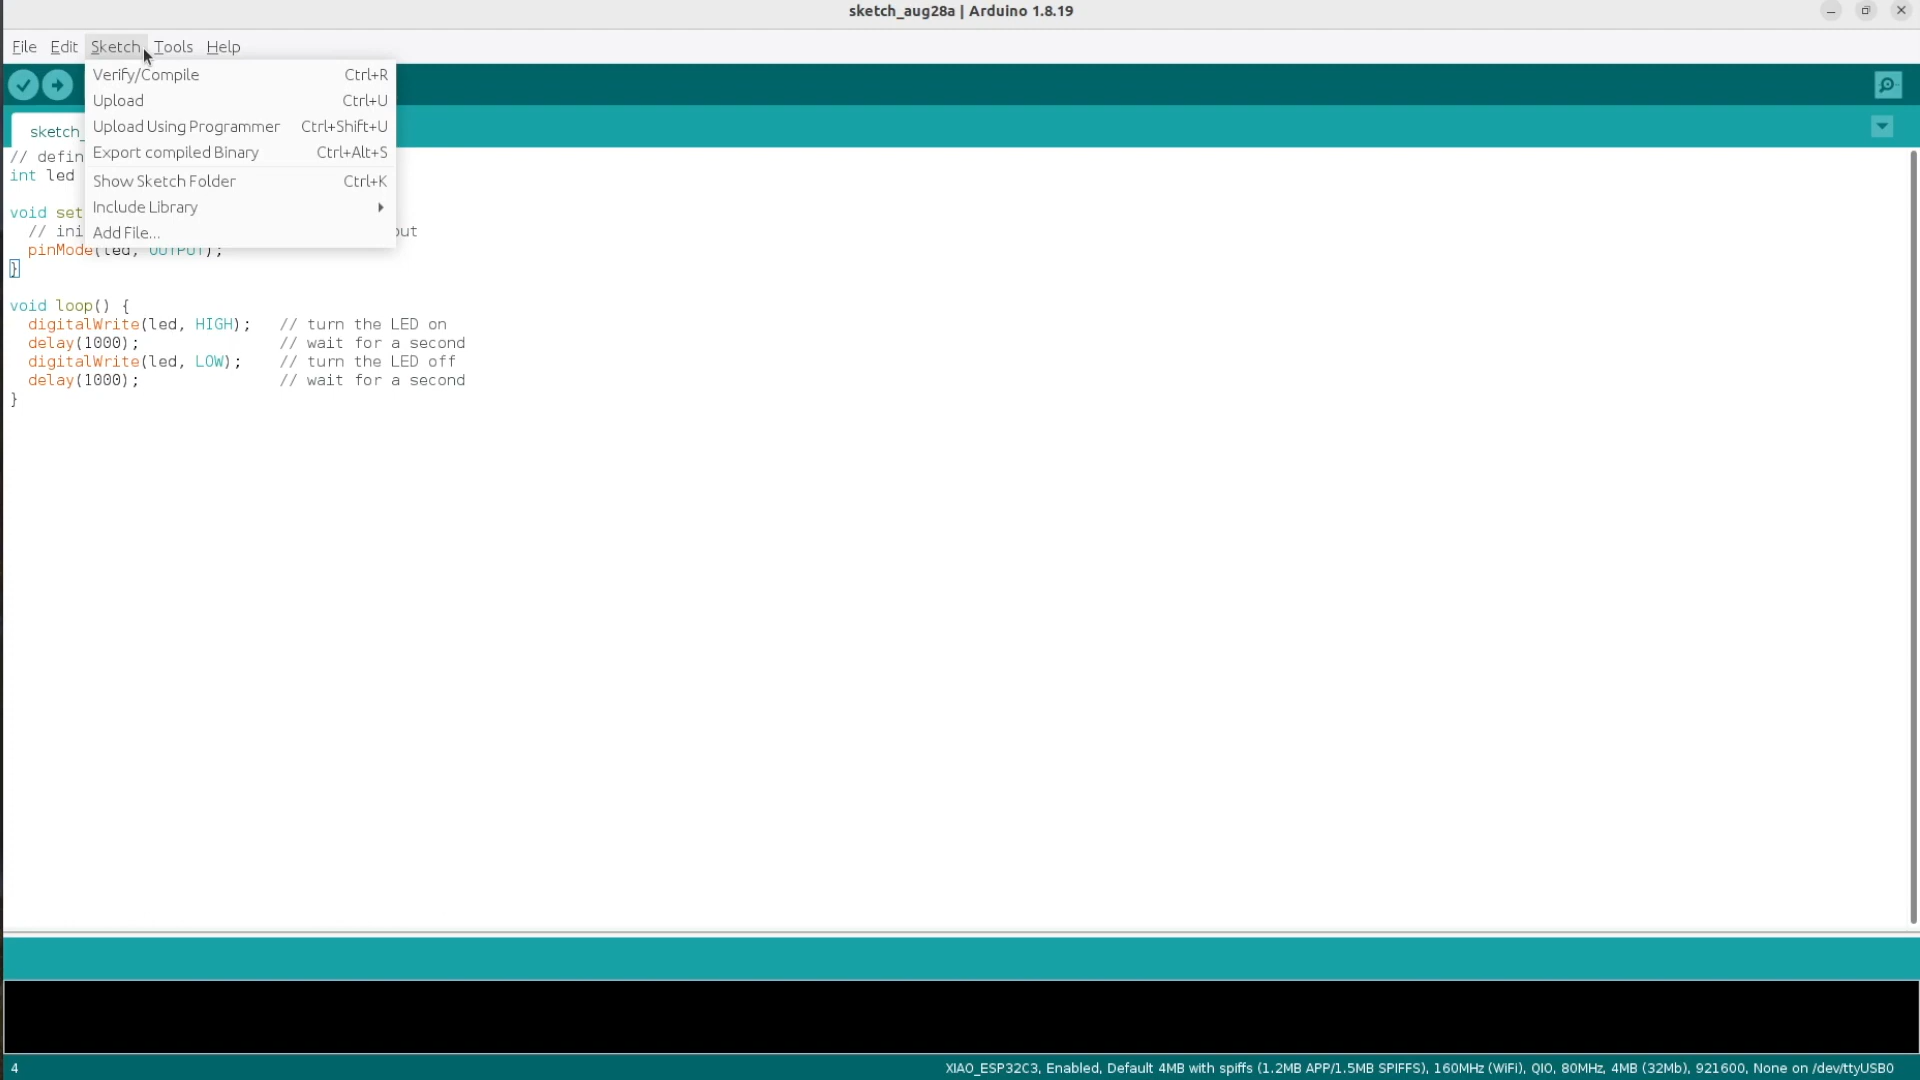 sketch_aug28a | Arduino 1.8.19
File Edit Sketch Tools Help
Verify/Compile Ctrl+R
Upload Ctrl+U
Upload Using Programmer Ctrl+Shift+U
Export compiled Binary Ctrl+Alt+S
Show Sketch Folder Ctrl+K
Include Library
Add File...
sketch_
// defin
int led
void set
// ini out
pinMode(led, OUTPUT);
}
void loop() {
digitalWrite(led, HIGH); // turn the LED on
delay(1000); // wait for a second
digitalWrite(led, LOW); // turn the LED off
delay(1000); // wait for a second
}
4 XIAO_ESP32C3, Enabled, Default 4MB with spiffs (1.2MB APP/1.5MB SPIFFS), 160MHz (WiFi), QIO, 80MHz, 4MB (32Mb), 921600, None on /dev/ttyUSB0